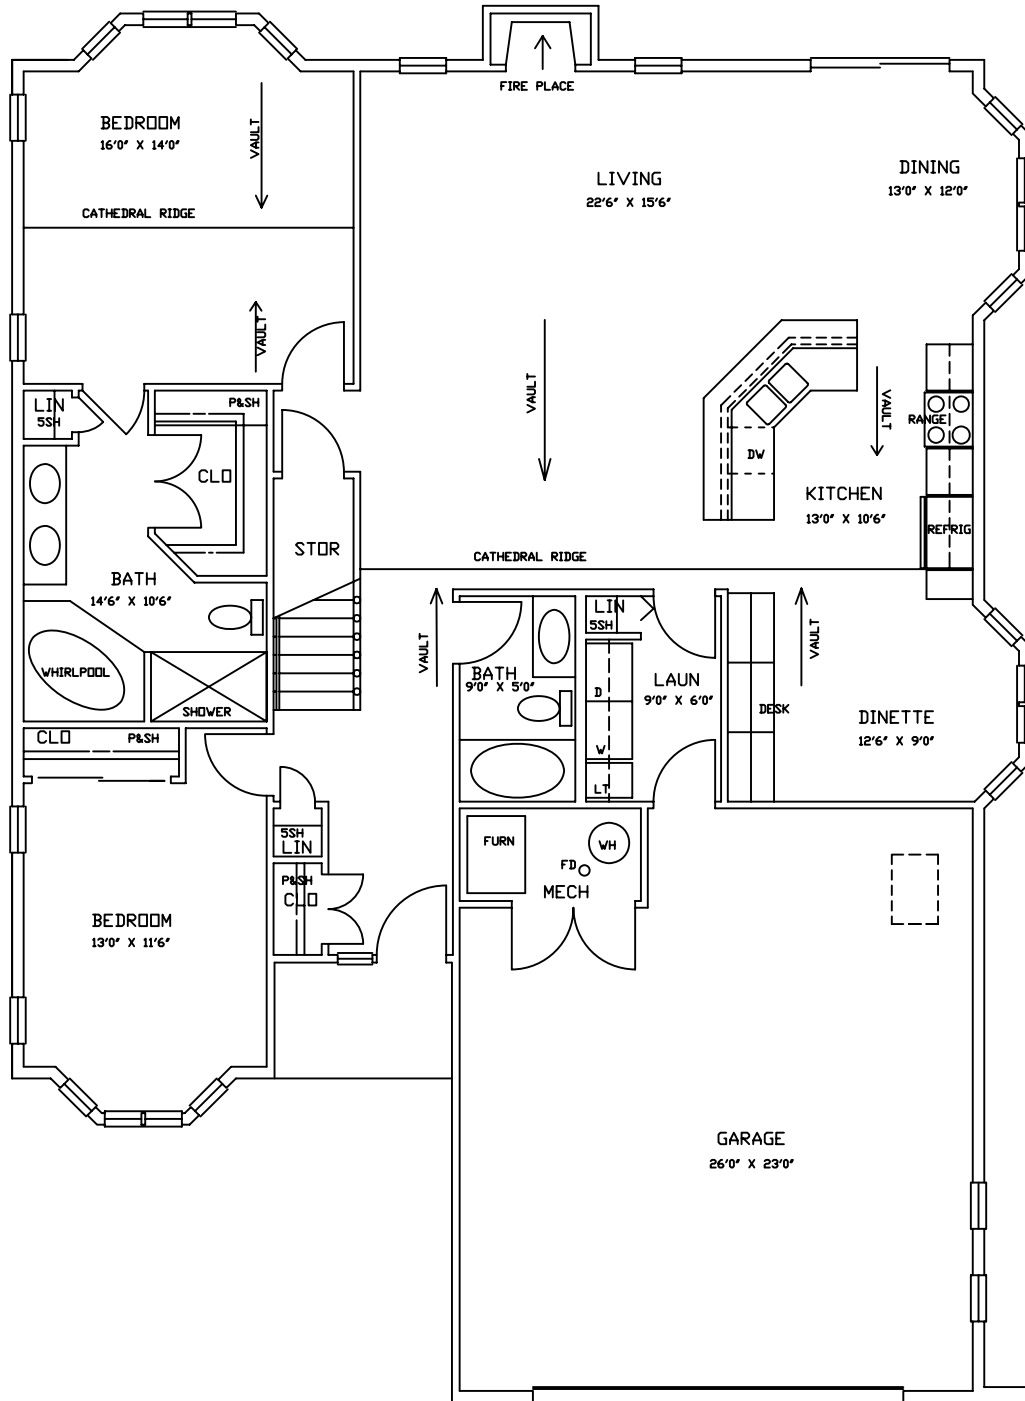 FIRE PLACE
BEDROOM
16'0" X 14'0"
VAULT
CATHEDRAL RIDGE
VAULT
LIVING
22'6" X 15'6"
DINING
13'0" X 12'0"
VAULT
VAULT
RANGE
DW
KITCHEN
13'0" X 10'6"
REFRIG
LIN
5SH
P&SH
CLO
STOR
BATH
14'6" X 10'6"
WHIRLPOOL
SHOWER
CATHEDRAL RIDGE
VAULT
LIN
5SH
BATH
9'0" X 5'0"
D
W
LT
LAUN
9'0" X 6'0"
DESK
VAULT
DINETTE
12'6" X 9'0"
CLO
P&SH
5SH
LIN
P&SH
CLO
FURN
WH
FD
MECH
BEDROOM
13'0" X 11'6"
GARAGE
26'0" X 23'0"